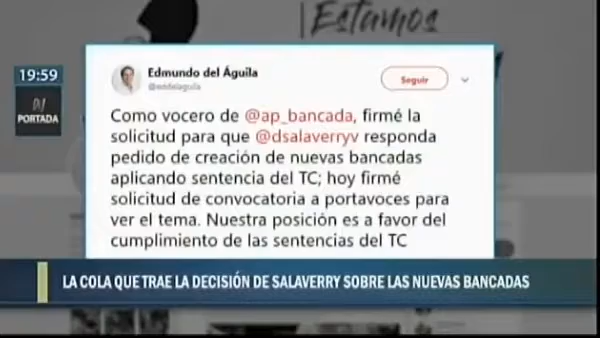 ¡Estamos
19:59
PORTADA
Edmundo del Águila
@eddelaguila
Seguir
Como vocero de @ap_bancada, firmé la
solicitud para que @dsalaverryv responda
pedido de creación de nuevas bancadas
aplicando sentencia del TC; hoy firmé
solicitud de convocatoria a portavoces para
ver el tema. Nuestra posición es a favor del
cumplimiento de las sentencias del TC
LA COLA QUE TRAE LA DECISIÓN DE SALAVERRY SOBRE LAS NUEVAS BANCADAS